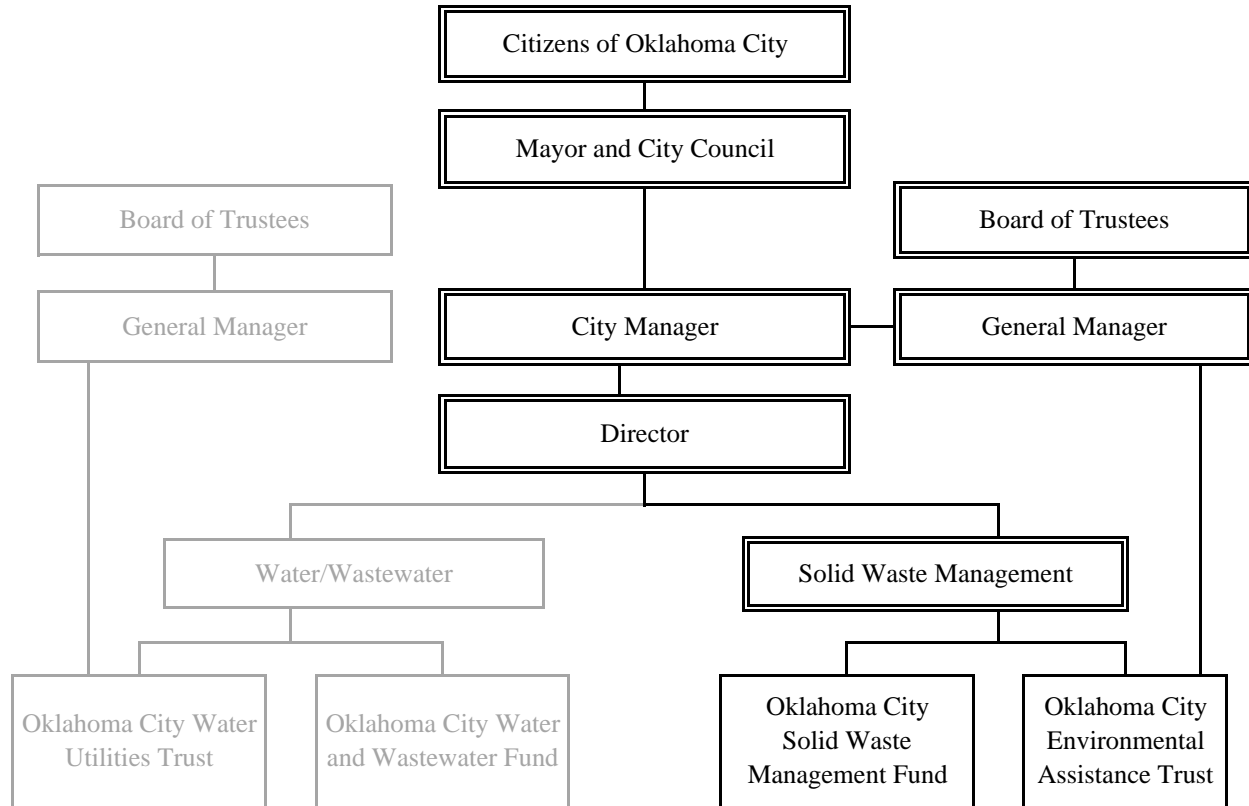 Citizens of Oklahoma City
Mayor and City Council
Board of Trustees
Board of Trustees
General Manager
City Manager
General Manager
Director
Water/Wastewater
Solid Waste Management
Oklahoma City Water
Utilities Trust
Oklahoma City Water
and Wastewater Fund
Oklahoma City
Solid Waste
Management Fund
Oklahoma City
Environmental
Assistance Trust